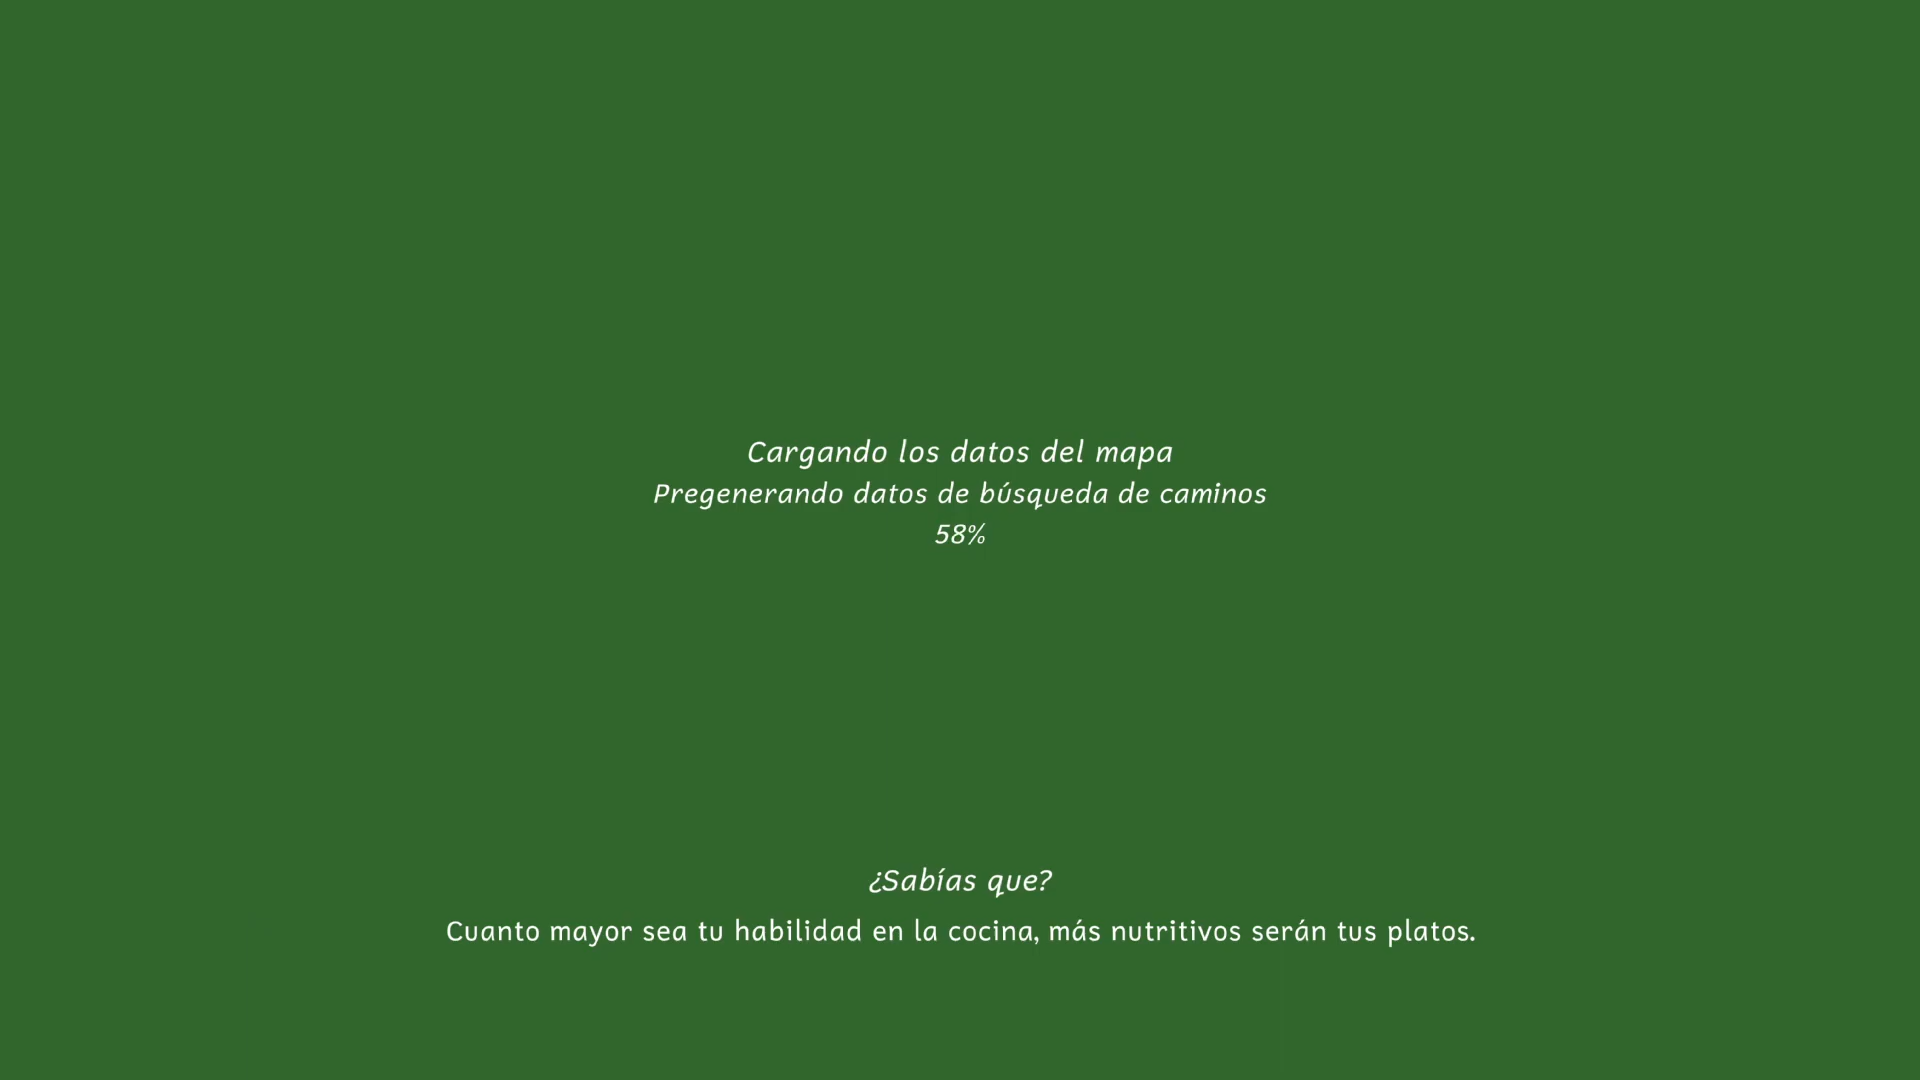 Cargando los datos del mapa
Pregenerando datos de búsqueda de caminos
58%
¿Sabías que?
Cuanto mayor sea tu habilidad en la cocina, más nutritivos serán tus platos.